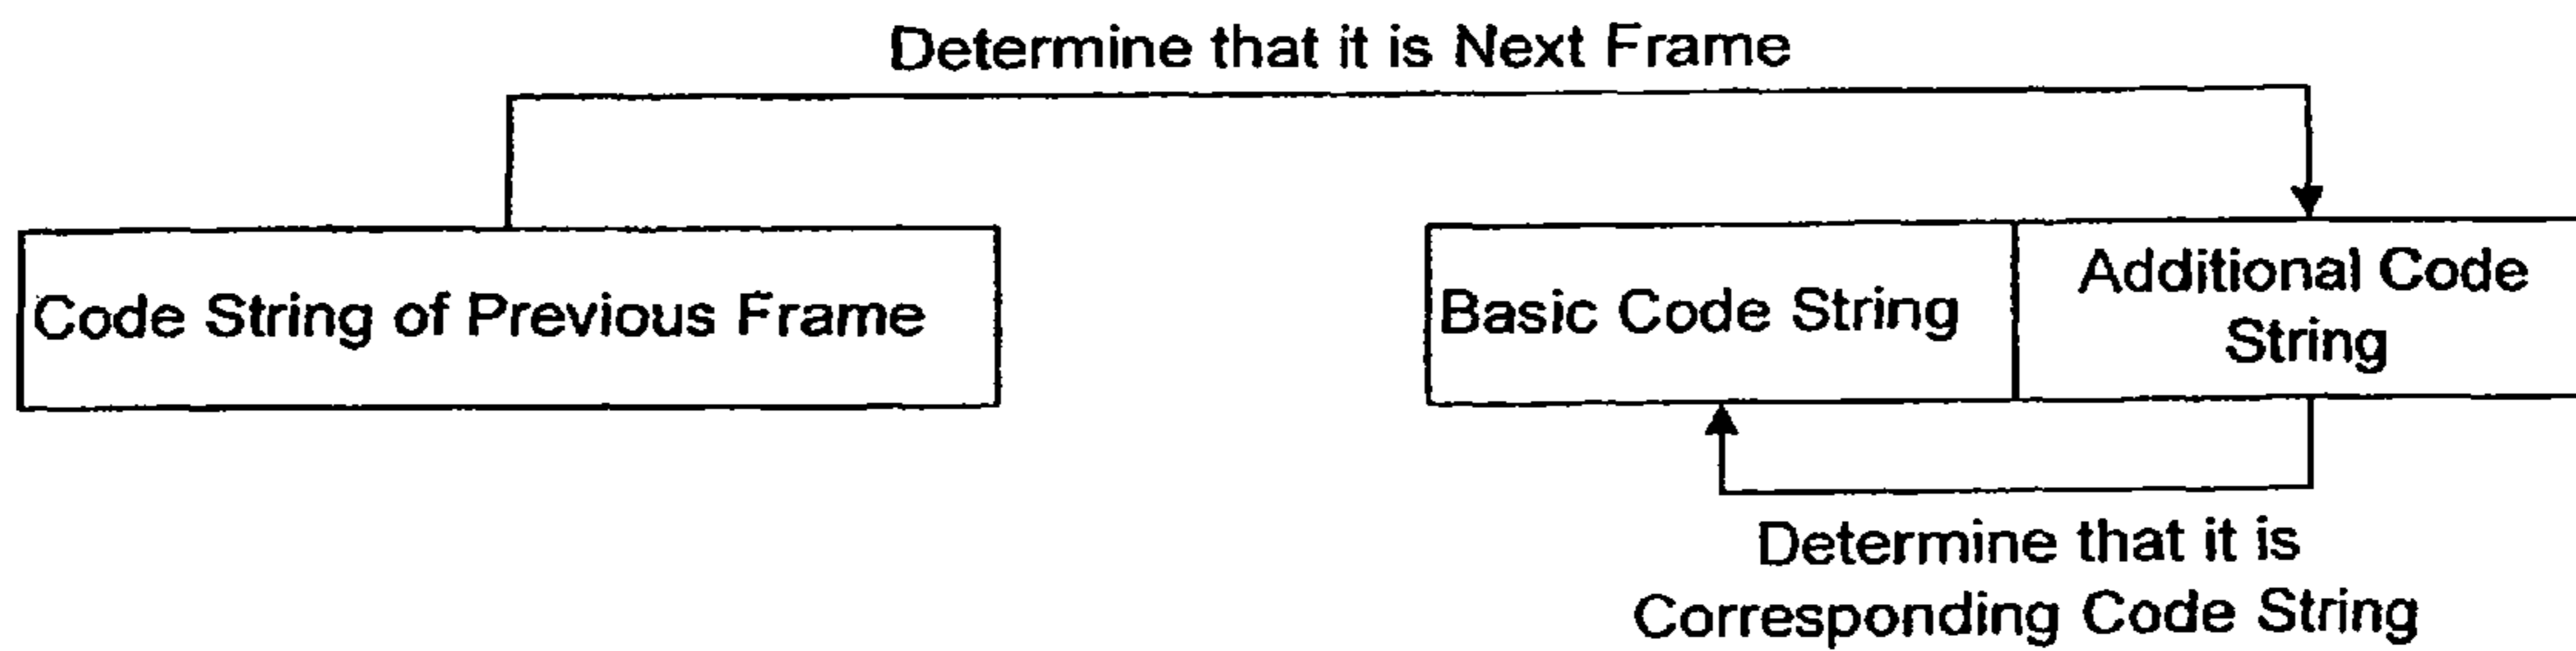 Determine that it is Next Frame
Code String of Previous Frame
Basic Code String
Additional Code
String
Determine that it is
Corresponding Code String